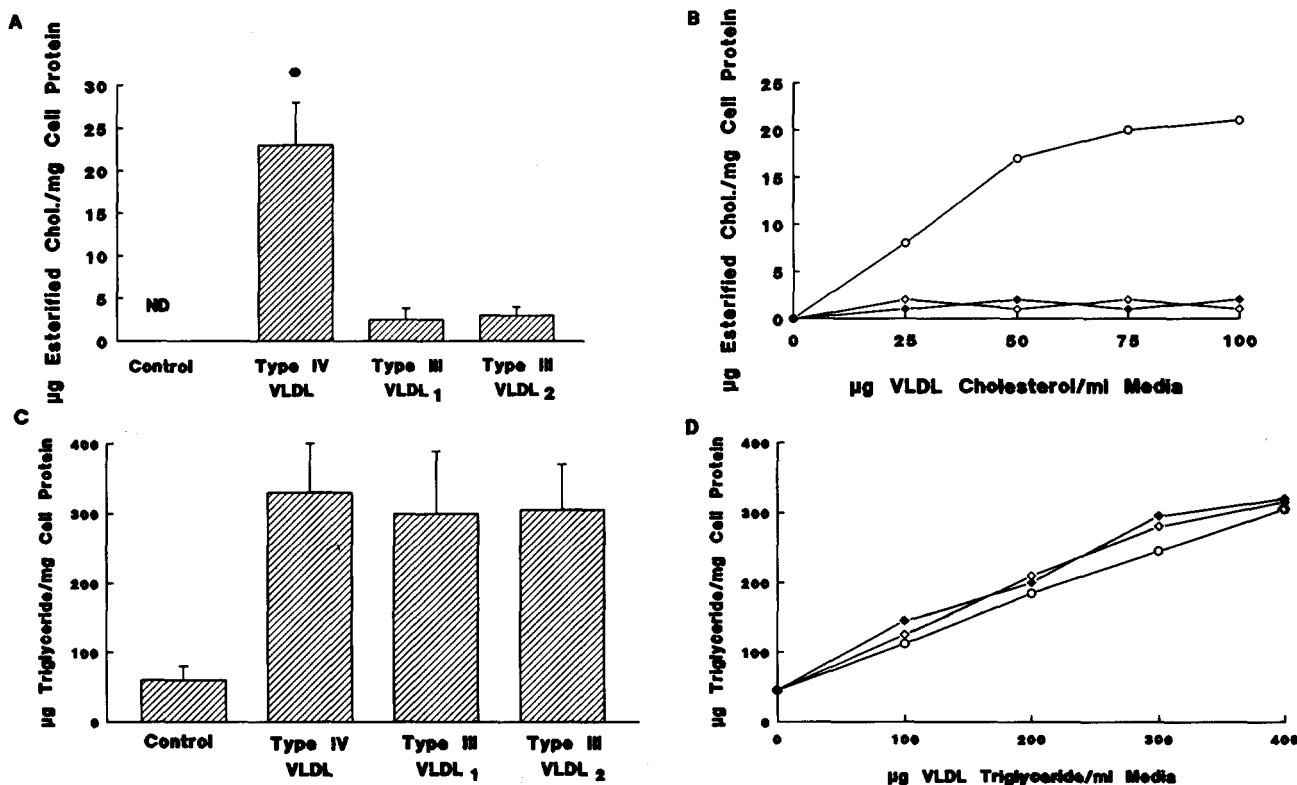 A
µg Esterified Chol./mg Cell Protein
30
25
20
15
10
5
0
ND
Control
Type IV
VLDL
Type III
VLDL 1
Type III
VLDL 2
B
µg Esterified Chol./mg Cell Protein
25
20
15
10
5
0
0 25 50 75 100
µg VLDL Cholesterol/ml Media
C
µg Triglyceride/mg Cell Protein
400
300
200
100
0
Control
Type IV
VLDL
Type III
VLDL 1
Type III
VLDL 2
D
µg Triglyceride/mg Cell Protein
400
300
200
100
0
0 100 200 300 400
µg VLDL Triglyceride/ml Media